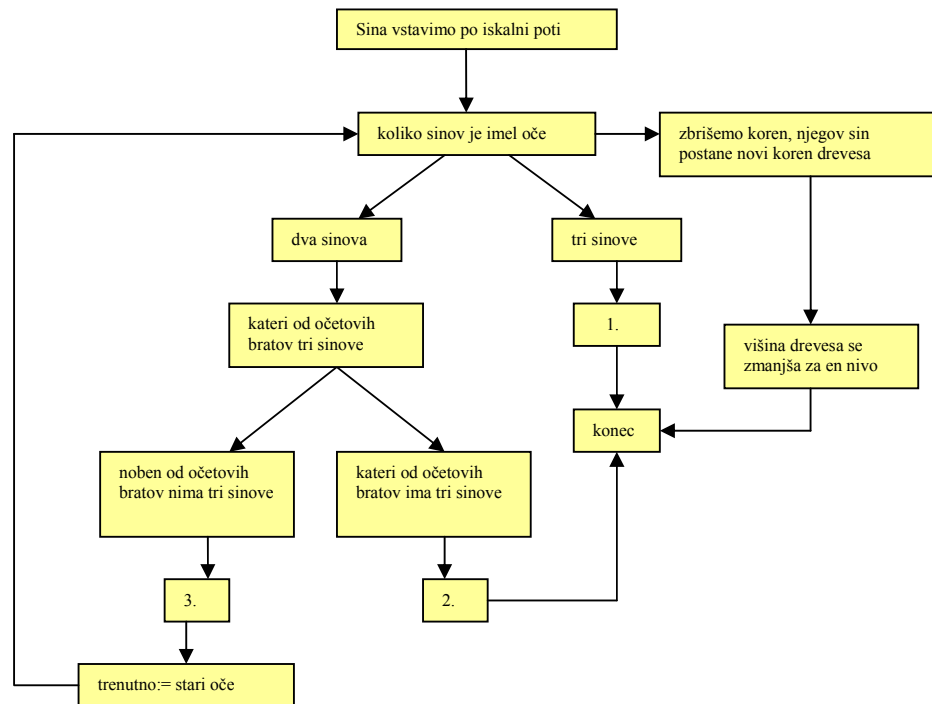 Sina vstavimo po iskalni poti
koliko sinov je imel oče
zbrišemo koren, njegov sin
postane novi koren drevesa
dva sinova
tri sinove
kateri od očetovih
bratov tri sinove
1.
višina drevesa se
zmanjša za en nivo
konec
noben od očetovih
bratov nima tri sinove
kateri od očetovih
bratov ima tri sinove
3.
2.
trenutno:= stari oče